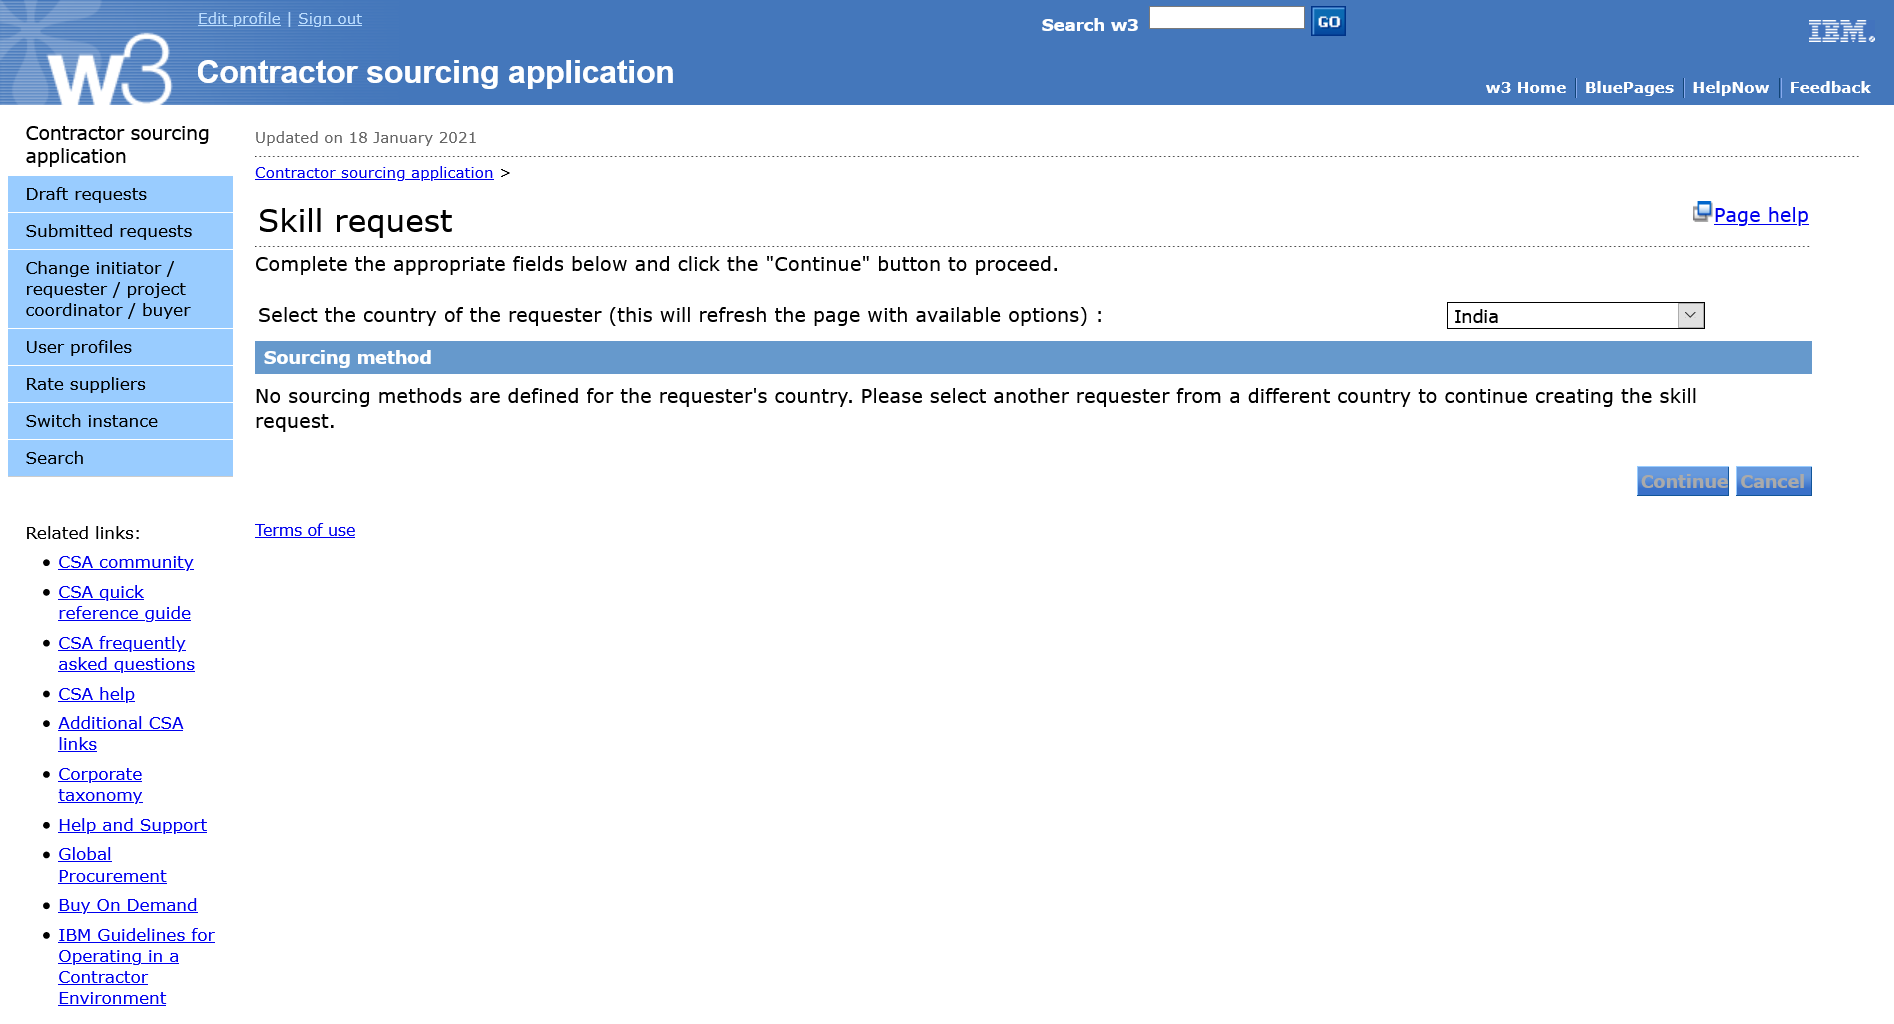 Edit profile | Sign out
Search w3
GO
IBM.
w3
Contractor sourcing application
w3 Home
BluePages
HelpNow
Feedback
Contractor sourcing
application
Draft requests
Submitted requests
Change initiator /
requester / project
coordinator / buyer
User profiles
Rate suppliers
Switch instance
Search
Related links:
CSA community
CSA quick
reference guide
CSA frequently
asked questions
CSA help
Additional CSA
links
Corporate
taxonomy
Help and Support
Global
Procurement
Buy On Demand
IBM Guidelines for
Operating in a
Contractor
Environment
Updated on 18 January 2021
Contractor sourcing application >
Skill request
Page help
Complete the appropriate fields below and click the "Continue" button to proceed.
Select the country of the requester (this will refresh the page with available options) :
India
Sourcing method
No sourcing methods are defined for the requester's country. Please select another requester from a different country to continue creating the skill
request.
Continue
Cancel
Terms of use